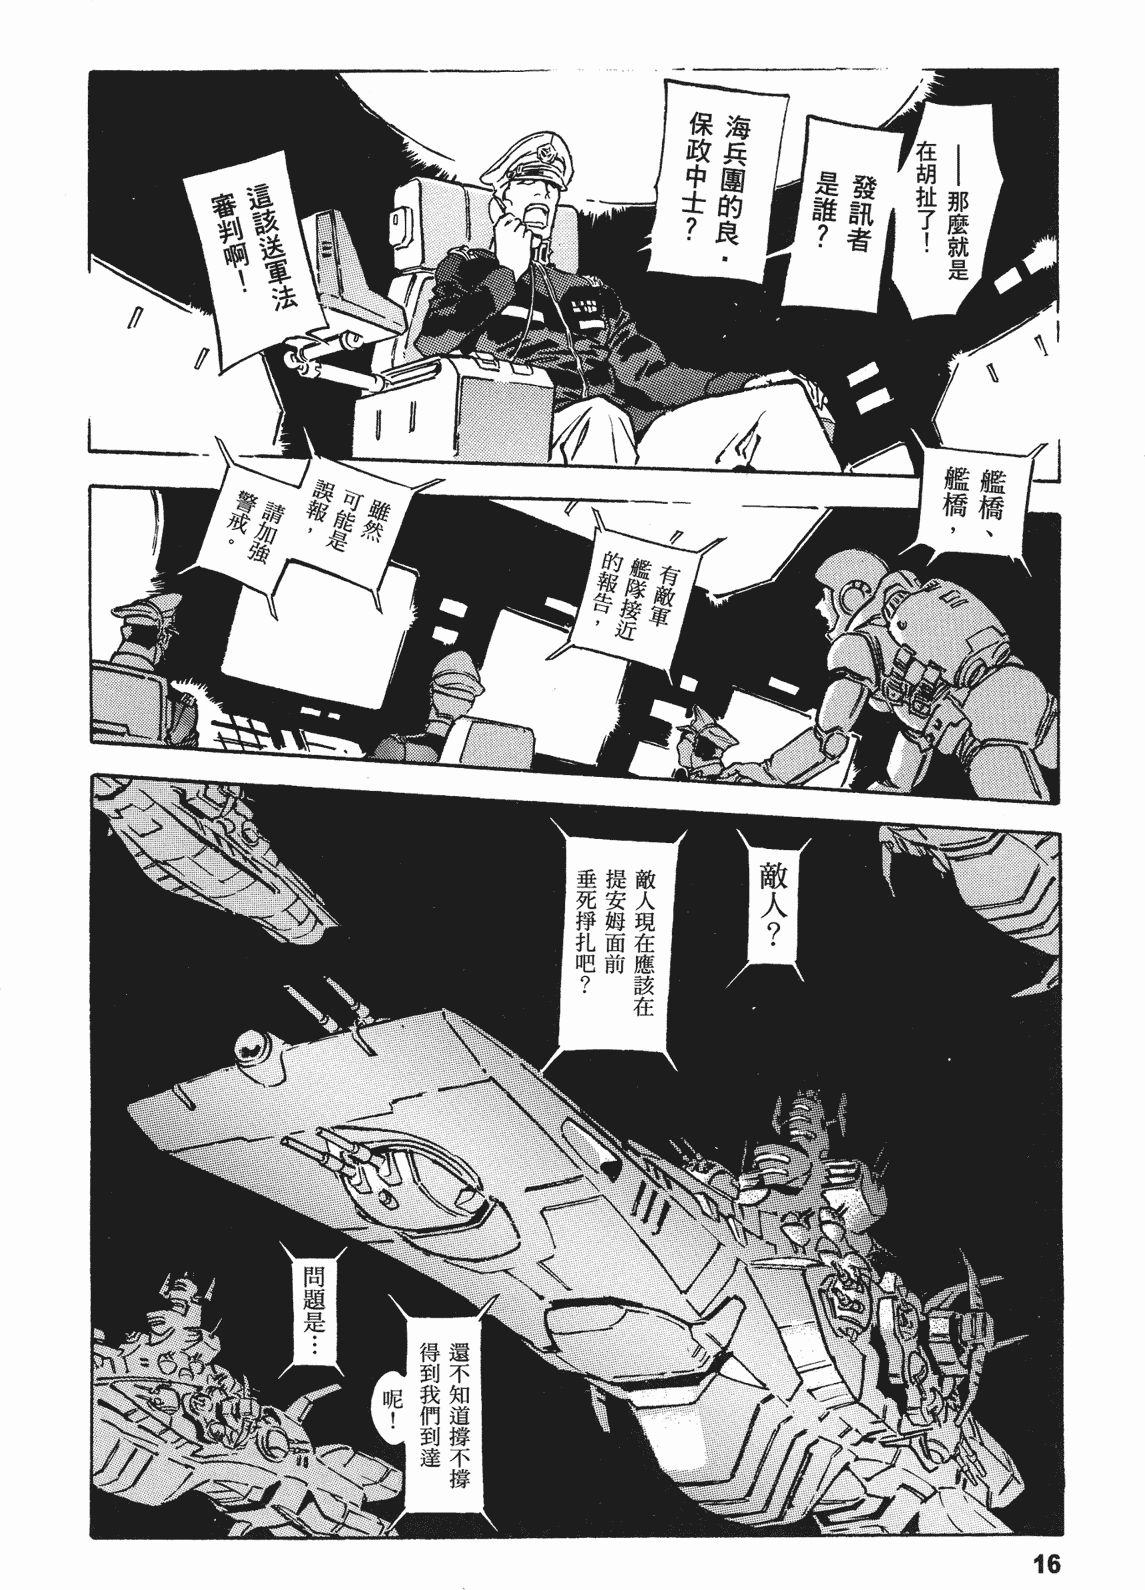 ——那麼就是
在胡扯了！
發訊者
是誰？
海兵團的良．
保政中士？
這該送軍法
審判啊！
艦橋、
艦橋，
有敵軍
艦隊接近
的報告，
雖然
可能是
誤報，
請加強
警戒。
敵人？
敵人現在應該在
提安姆面前
垂死掙扎吧？
問題是…
還不知道撐不撐
得到我們到達
呢！
16